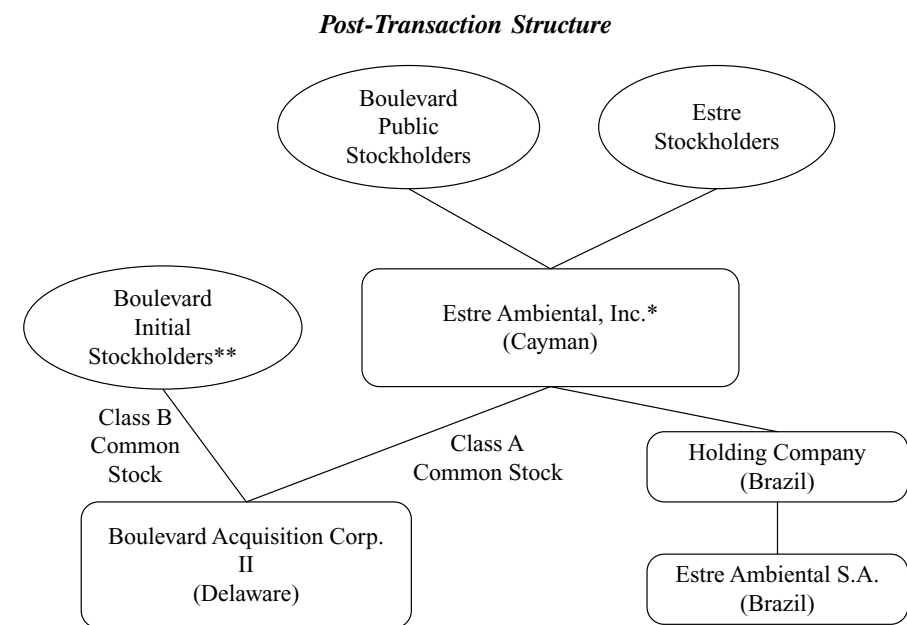 Post-Transaction Structure
Boulevard
Public
Stockholders
Estre
Stockholders
Boulevard
Initial
Stockholders**
Estre Ambiental, Inc.*
(Cayman)
Class B
Common
Stock
Class A
Common Stock
Holding Company
(Brazil)
Boulevard Acquisition Corp.
II
(Delaware)
Estre Ambiental S.A.
(Brazil)